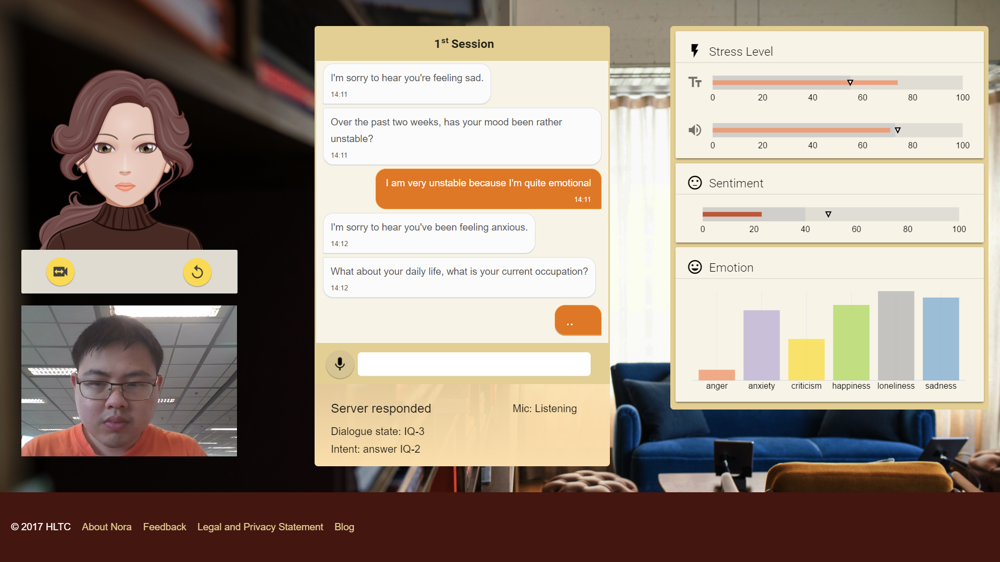 1st Session
I'm sorry to hear you're feeling sad.
14:11
Over the past two weeks, has your mood been rather
unstable?
14:11
I am very unstable because I'm quite emotional
14:11
I'm sorry to hear you've been feeling anxious.
14:12
What about your daily life, what is your current occupation?
14:12
..
Server responded
Mic: Listening
Dialogue state: IQ-3
Intent: answer IQ-2
Stress Level
Tт
0 20 40 60 80 100
0 20 40 60 80 100
Sentiment
0 20 40 60 80 100
Emotion
anger anxiety criticism happiness loneliness sadness
© 2017 HLTC About Nora Feedback Legal and Privacy Statement Blog